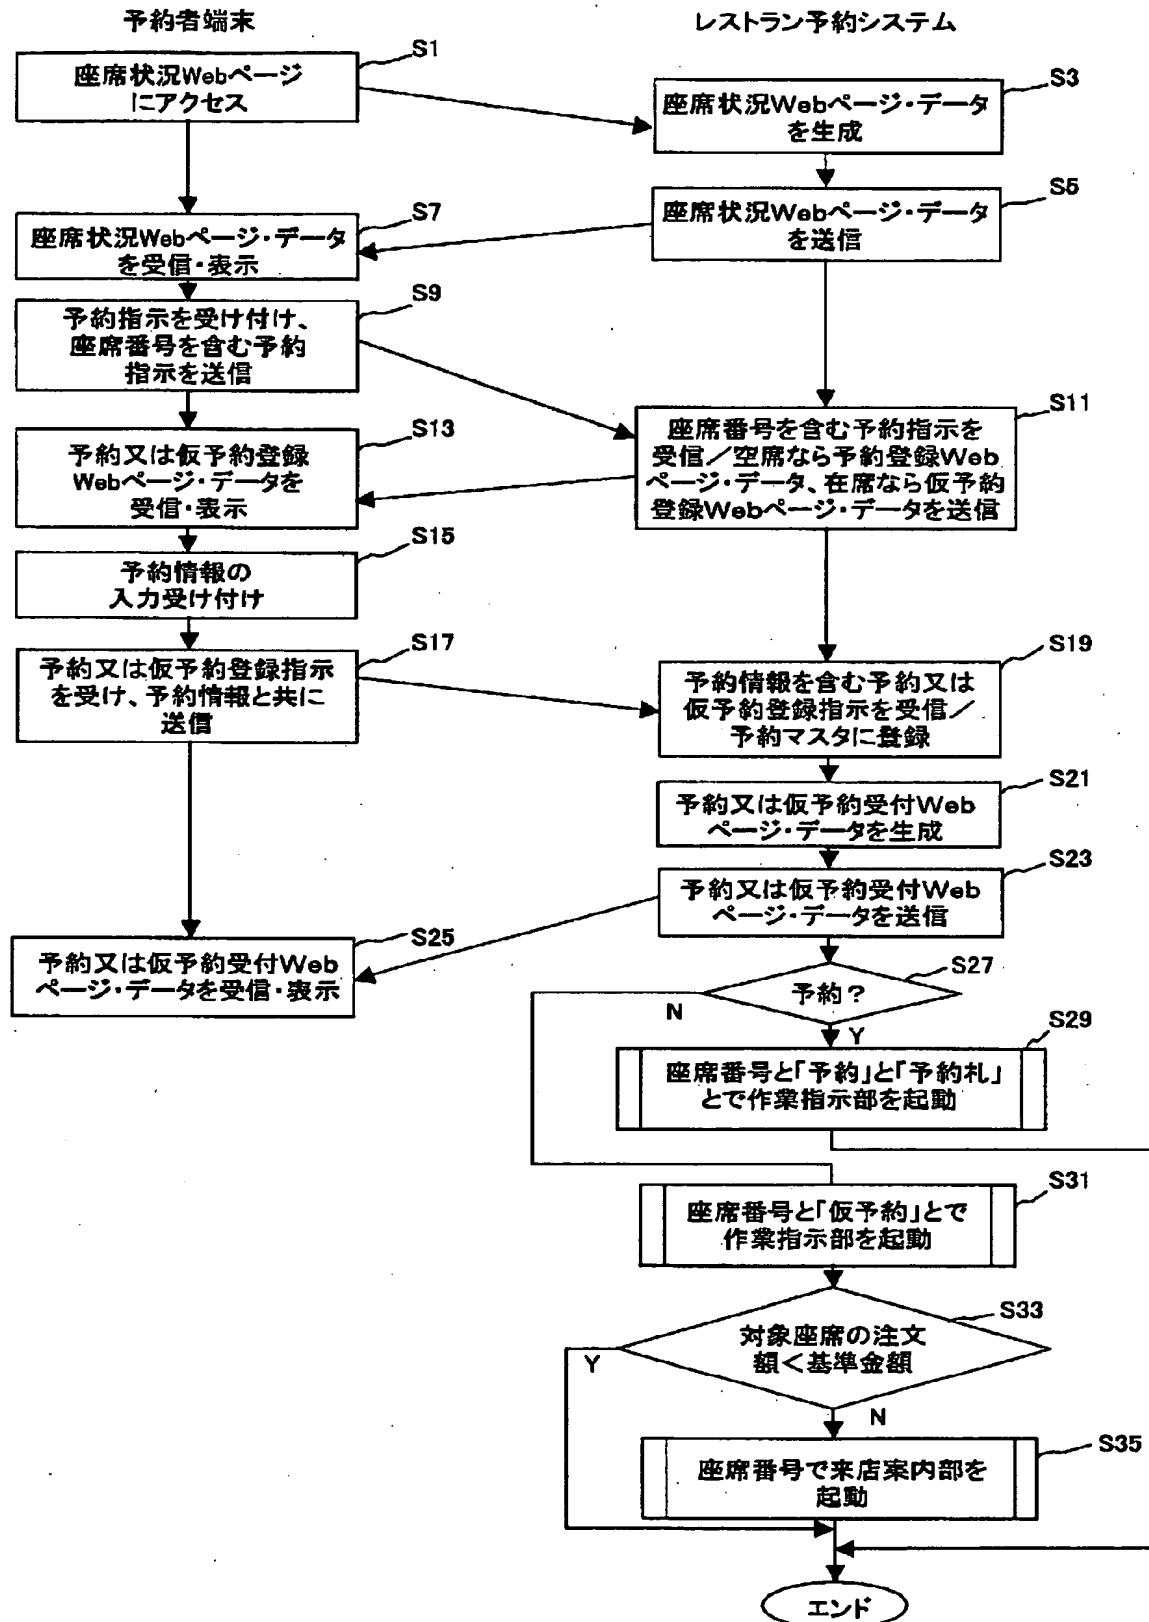 予約者端末
レストラン予約システム
S1
座席状況Webページ
にアクセス
S3
座席状況Webページ・データ
を生成
S5
座席状況Webページ・データ
を送信
S7
座席状況Webページ・データ
を受信・表示
S9
予約指示を受け付け、
座席番号を含む予約
指示を送信
S11
座席番号を含む予約指示を
受信/空席なら予約登録Web
ページ・データ、在席なら仮予約
登録Webページ・データを送信
S13
予約又は仮予約登録
Webページ・データを
受信・表示
S15
予約情報の
入力受け付け
S17
予約又は仮予約登録指示
を受け、予約情報と共に
送信
S19
予約情報を含む予約又は
仮予約登録指示を受信/
予約マスタに登録
S21
予約又は仮予約受付Web
ページ・データを生成
S23
予約又は仮予約受付Web
ページ・データを送信
S25
予約又は仮予約受付Web
ページ・データを受信・表示
S27
予約?
N
Y
S29
座席番号と「予約」と「予約札」
とで作業指示部を起動
S31
座席番号と「仮予約」とで
作業指示部を起動
S33
対象座席の注文
額<基準金額
Y
N
S35
座席番号で来店案内部を
起動
エンド